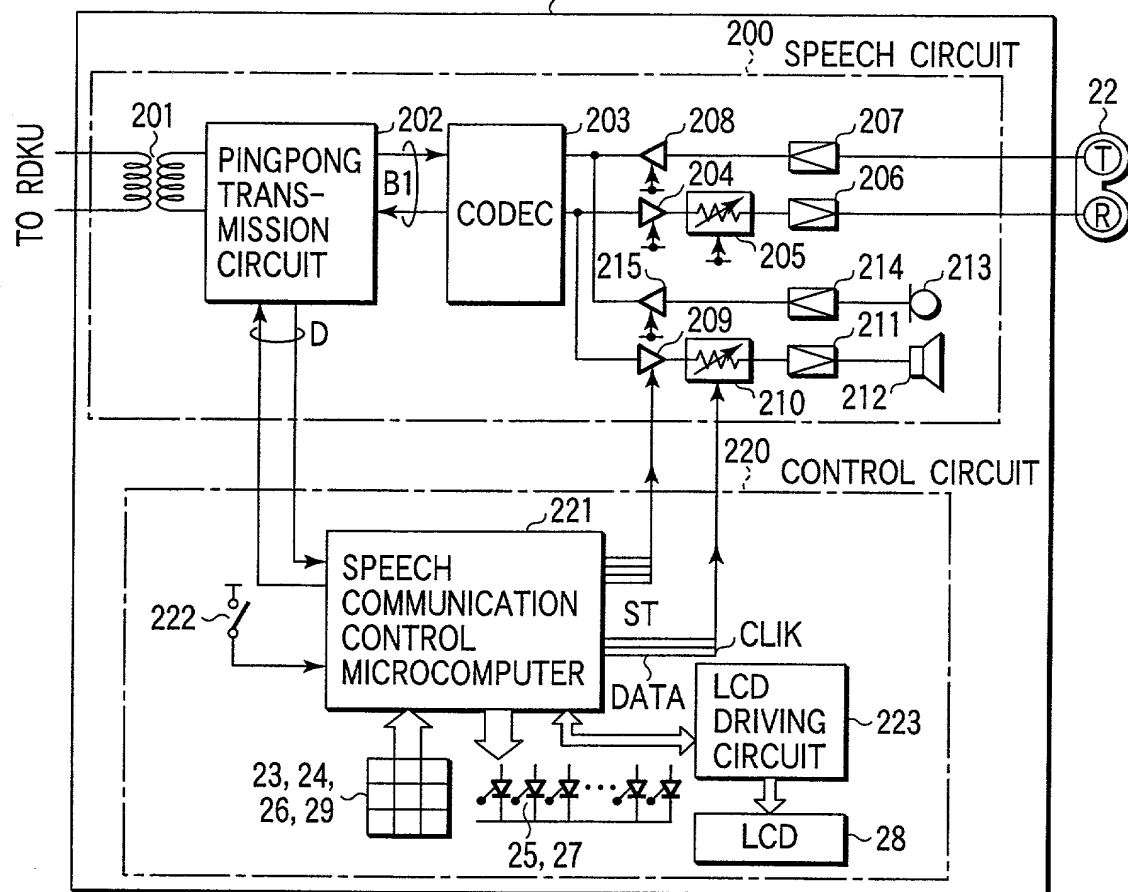 200
SPEECH CIRCUIT
TO RDKU
201
202
203
208
207
22
PINGPONG
TRANS-
MISSION
CIRCUIT
B1
CODEC
204
206
T
R
205
215
214
213
209
211
D
210
212
220
CONTROL CIRCUIT
221
SPEECH
COMMUNICATION
CONTROL
MICROCOMPUTER
222
ST
CLIK
DATA
LCD
DRIVING
CIRCUIT
223
23, 24,
26, 29
25, 27
LCD
28